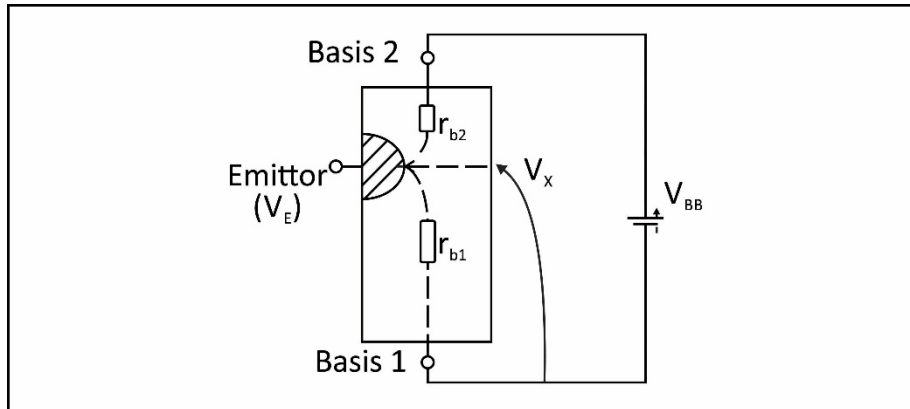 Basis 2
r_b2
Emittor
(V_E)
V_X
V_BB
r_b1
Basis 1